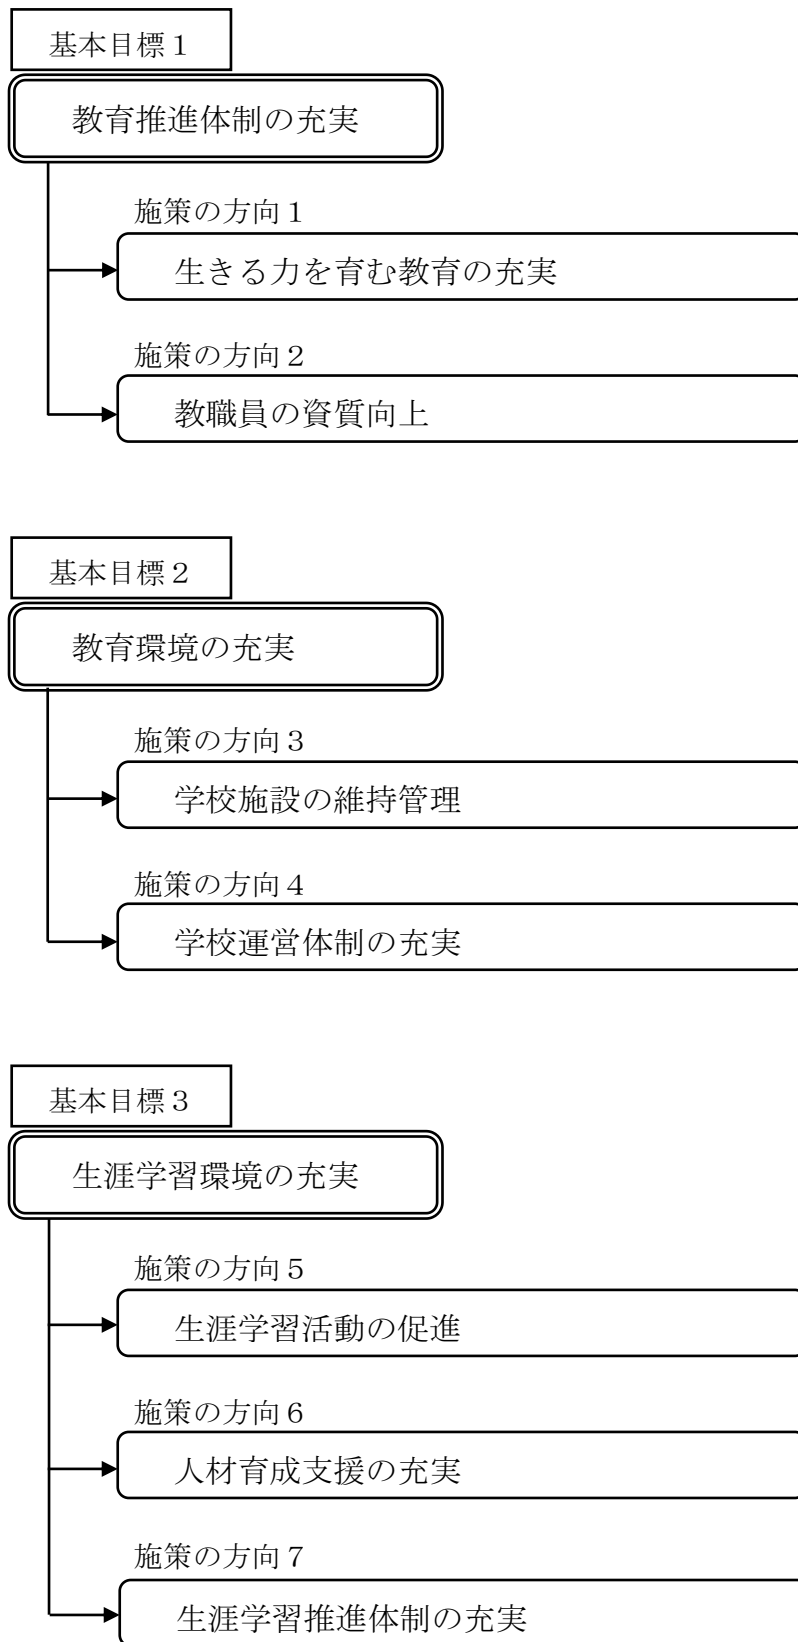 基本目標１
教育推進体制の充実
施策の方向１
生きる力を育む教育の充実
施策の方向２
教職員の資質向上
基本目標２
教育環境の充実
施策の方向３
学校施設の維持管理
施策の方向４
学校運営体制の充実
基本目標３
生涯学習環境の充実
施策の方向５
生涯学習活動の促進
施策の方向６
人材育成支援の充実
施策の方向７
生涯学習推進体制の充実